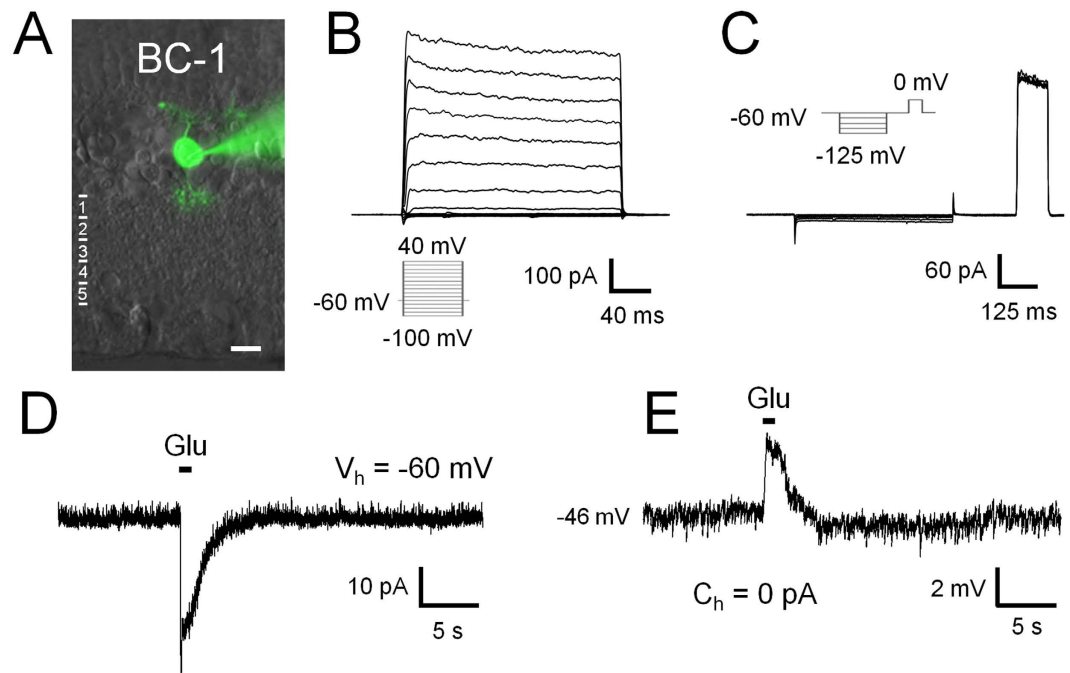 A
BC-1
1
2
3
4
5
B
40 mV
-60 mV
-100 mV
100 pA
40 ms
C
0 mV
-60 mV
-125 mV
60 pA
125 ms
D
Glu
Vₕ = -60 mV
10 pA
5 s
E
Glu
-46 mV
Cₕ = 0 pA
2 mV
5 s